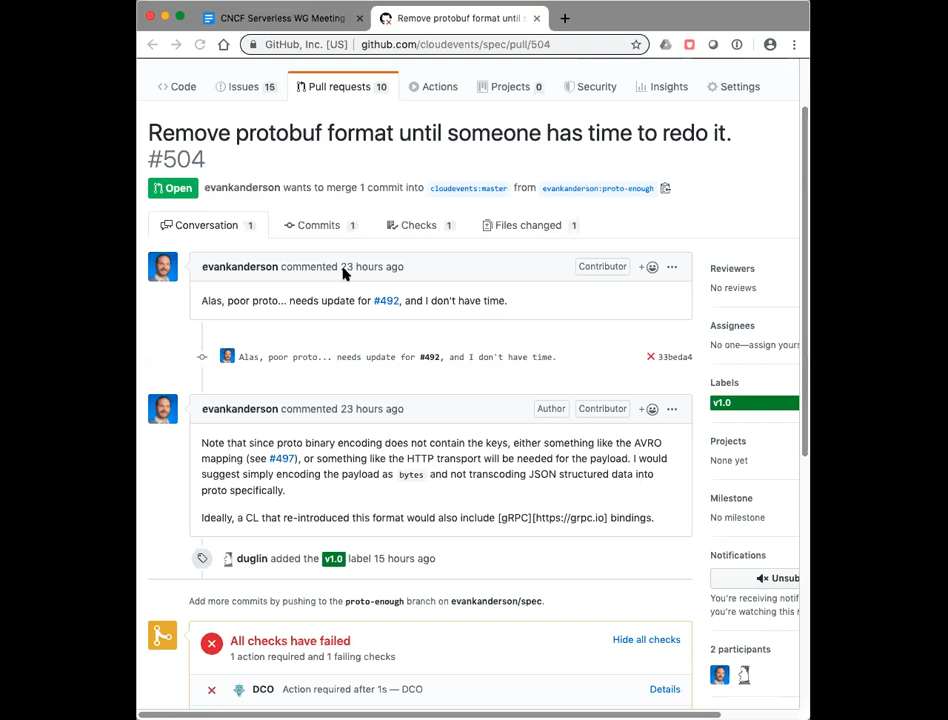 CNCF Serverless WG Meeting
Remove protobuf format until
GitHub, Inc. [US] | github.com/cloudevents/spec/pull/504
Code Issues 15 Pull requests 10 Actions Projects 0 Security Insights Settings
Remove protobuf format until someone has time to redo it.
#504
Open evankanderson wants to merge 1 commit into cloudevents:master from evankanderson:proto-enough
Conversation 1 Commits 1 Checks 1 Files changed 1
evankanderson commented 23 hours ago Contributor
Alas, poor proto... needs update for #492, and I don't have time.
Alas, poor proto... needs update for #492, and I don't have time. 33beda4
evankanderson commented 23 hours ago Author Contributor
Note that since proto binary encoding does not contain the keys, either something like the AVRO
mapping (see #497), or something like the HTTP transport will be needed for the payload. I would
suggest simply encoding the payload as bytes and not transcoding JSON structured data into
proto specifically.
Ideally, a CL that re-introduced this format would also include [gRPC][https://grpc.io] bindings.
duglin added the v1.0 label 15 hours ago
Add more commits by pushing to the proto-enough branch on evankanderson/spec.
All checks have failed Hide all checks
1 action required and 1 failing checks
DCO Action required after 1s — DCO Details
Reviewers
No reviews
Assignees
No one—assign yours
Labels
v1.0
Projects
None yet
Milestone
No milestone
Notifications
Unsub
You're receiving notif
you're watching this r
2 participants